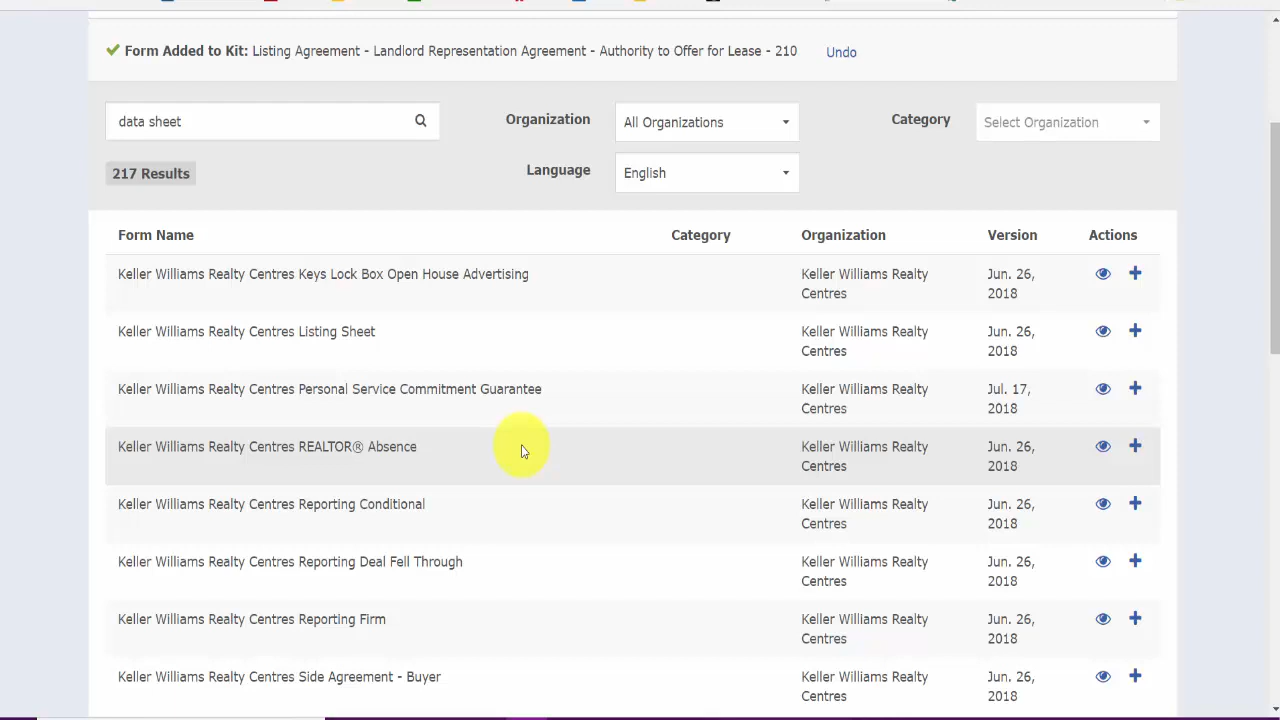 Form Added to Kit: Listing Agreement - Landlord Representation Agreement - Authority to Offer for Lease - 210 Undo
data sheet Organization All Organizations Category Select Organization
217 Results Language English
Form Name Category Organization Version Actions
Keller Williams Realty Centres Keys Lock Box Open House Advertising Keller Williams Realty Jun. 26,
Centres 2018
Keller Williams Realty Centres Listing Sheet Keller Williams Realty Jun. 26,
Centres 2018
Keller Williams Realty Centres Personal Service Commitment Guarantee Keller Williams Realty Jul. 17,
Centres 2018
Keller Williams Realty Centres REALTOR® Absence Keller Williams Realty Jun. 26,
Centres 2018
Keller Williams Realty Centres Reporting Conditional Keller Williams Realty Jun. 26,
Centres 2018
Keller Williams Realty Centres Reporting Deal Fell Through Keller Williams Realty Jun. 26,
Centres 2018
Keller Williams Realty Centres Reporting Firm Keller Williams Realty Jun. 26,
Centres 2018
Keller Williams Realty Centres Side Agreement - Buyer Keller Williams Realty Jun. 26,
Centres 2018